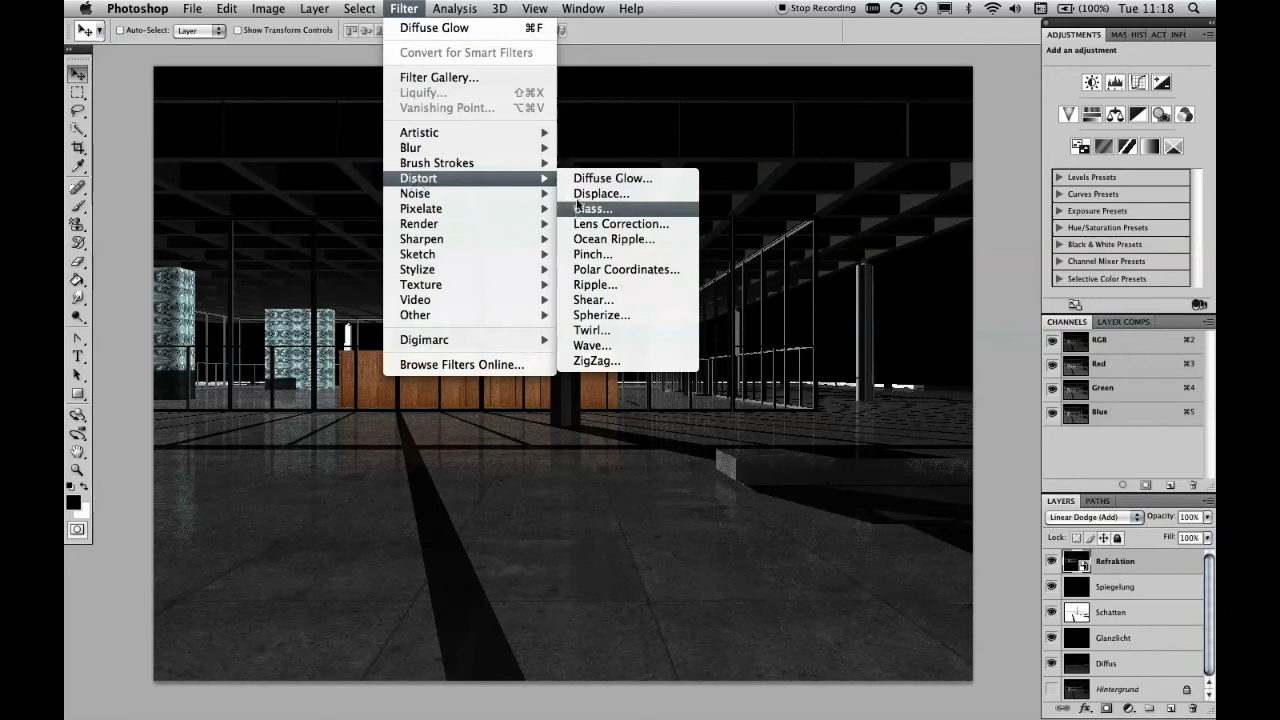 Photoshop File Edit Image Layer Select Filter Analysis 3D View Window Help Stop Recording (100%) Tue 11:18
Auto-Select: Layer Show Transform Controls
Diffuse Glow ⌘F
Convert for Smart Filters
Filter Gallery...
Liquify... ⇧⌘X
Vanishing Point... ⌥⌘V
Artistic
Blur
Brush Strokes
Distort
Noise
Pixelate
Render
Sharpen
Sketch
Stylize
Texture
Video
Other
Digimarc
Browse Filters Online...
Diffuse Glow...
Displace...
Glass...
Lens Correction...
Ocean Ripple...
Pinch...
Polar Coordinates...
Ripple...
Shear...
Spherize...
Twirl...
Wave...
ZigZag...
ADJUSTMENTS MAS HIST ACT INFO
Add an adjustment
Levels Presets
Curves Presets
Exposure Presets
Hue/Saturation Presets
Black & White Presets
Channel Mixer Presets
Selective Color Presets
CHANNELS LAYER COMPS
RGB ⌘2
Red ⌘3
Green ⌘4
Blue ⌘5
LAYERS PATHS
Linear Dodge (Add) Opacity: 100%
Lock: Fill: 100%
Refraktion
Spiegelung
Schatten
Glanzlicht
Diffus
Hintergrund